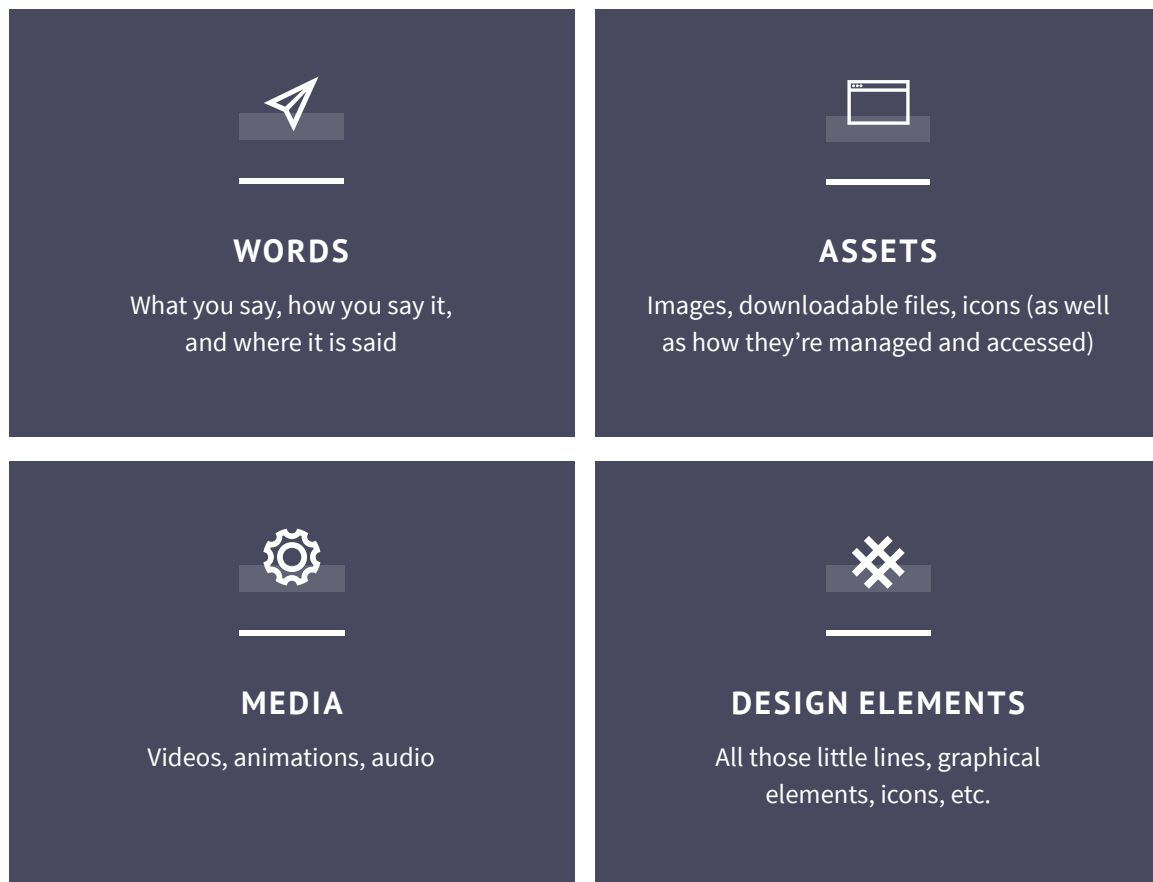 WORDS
What you say, how you say it,
and where it is said
ASSETS
Images, downloadable files, icons (as well
as how they’re managed and accessed)
MEDIA
Videos, animations, audio
DESIGN ELEMENTS
All those little lines, graphical
elements, icons, etc.